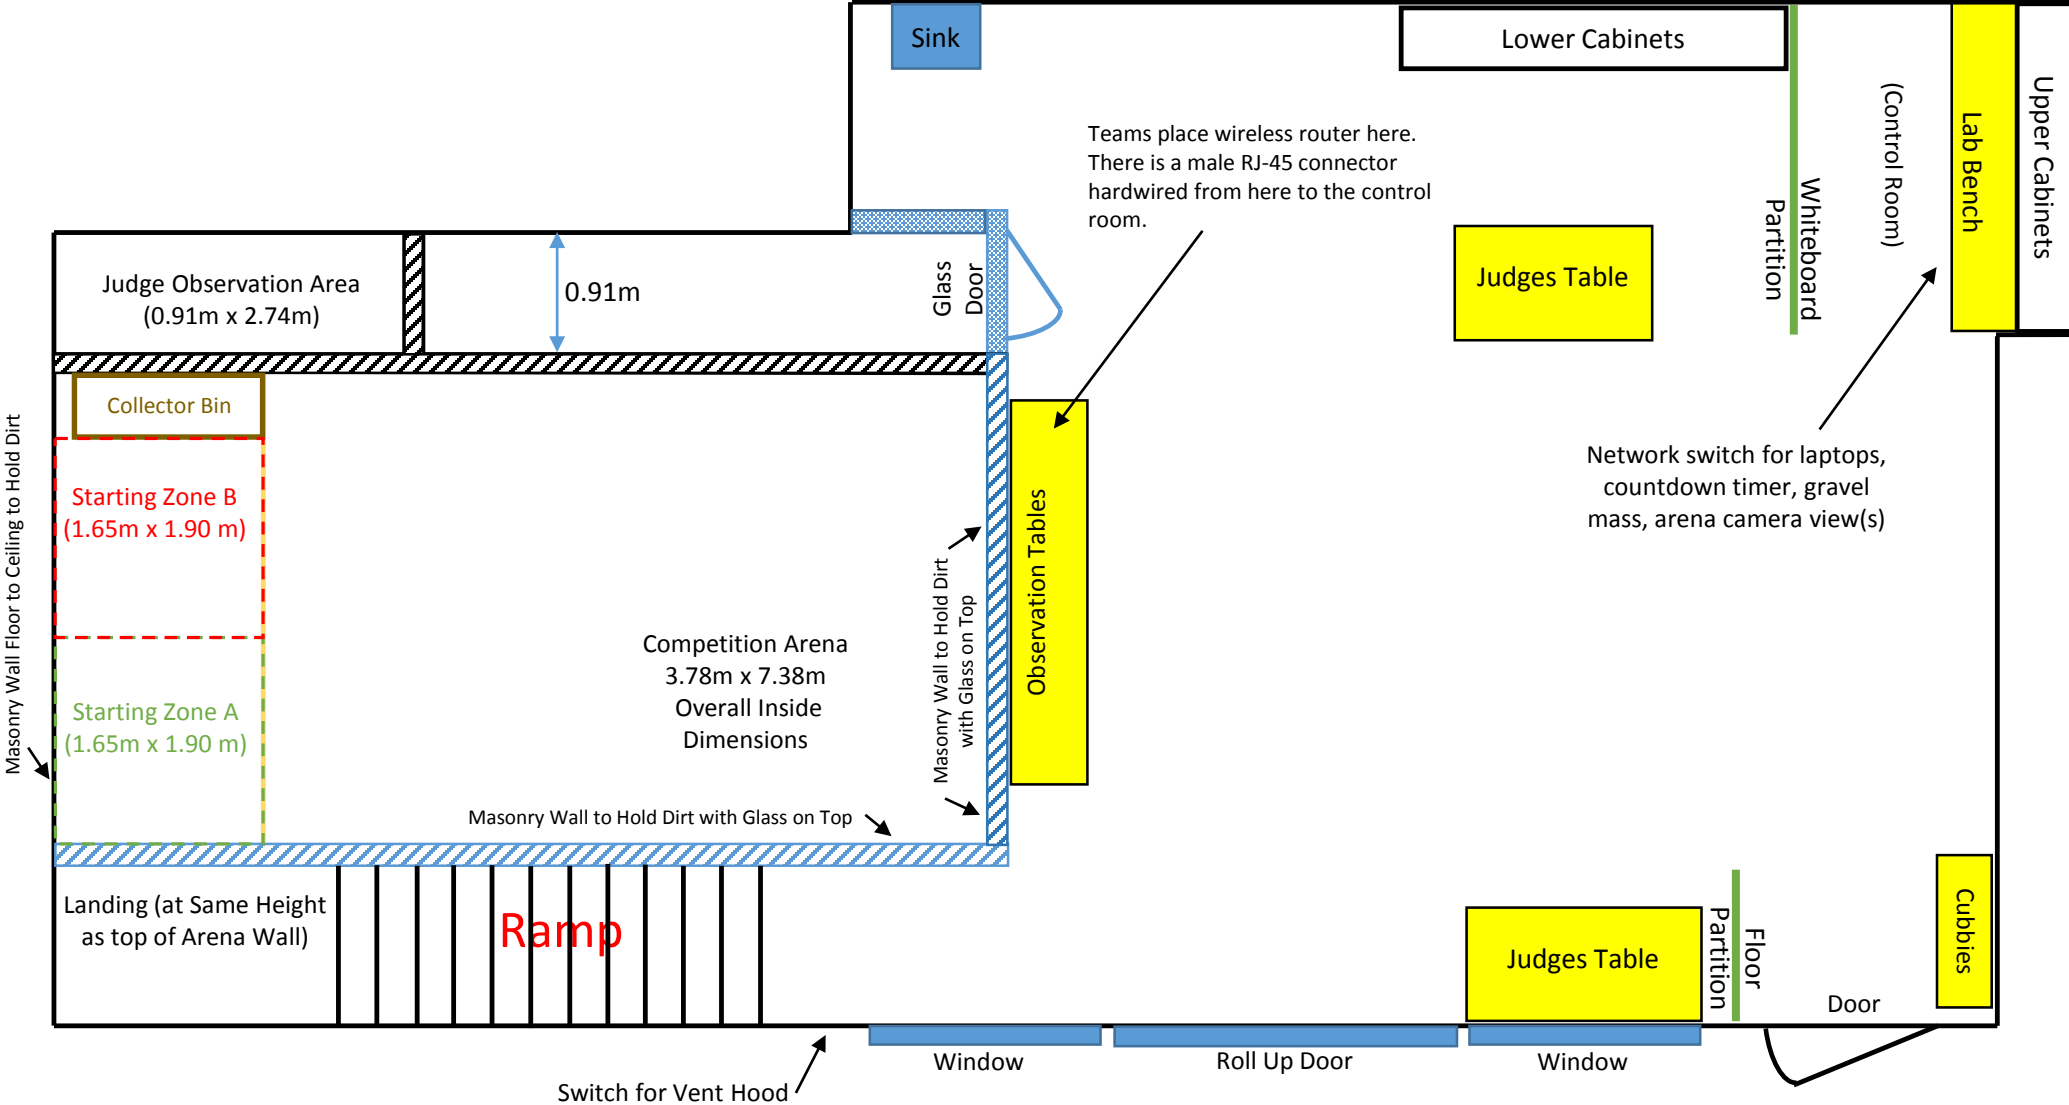 Sink
Lower Cabinets
Upper Cabinets
Lab Bench
(Control Room)
Whiteboard
Partition
Teams place wireless router here.
There is a male RJ-45 connector
hardwired from here to the control
room.
Judge Observation Area
(0.91m x 2.74m)
0.91m
Glass
Door
Judges Table
Collector Bin
Masonry Wall Floor to Ceiling to Hold Dirt
Starting Zone B
(1.65m x 1.90 m)
Network switch for laptops,
countdown timer, gravel
mass, arena camera view(s)
Observation Tables
Masonry Wall to Hold Dirt
with Glass on Top
Competition Arena
3.78m x 7.38m
Overall Inside
Dimensions
Starting Zone A
(1.65m x 1.90 m)
Masonry Wall to Hold Dirt with Glass on Top
Landing (at Same Height
as top of Arena Wall)
Ramp
Judges Table
Floor
Partition
Cubbies
Door
Window
Roll Up Door
Window
Switch for Vent Hood